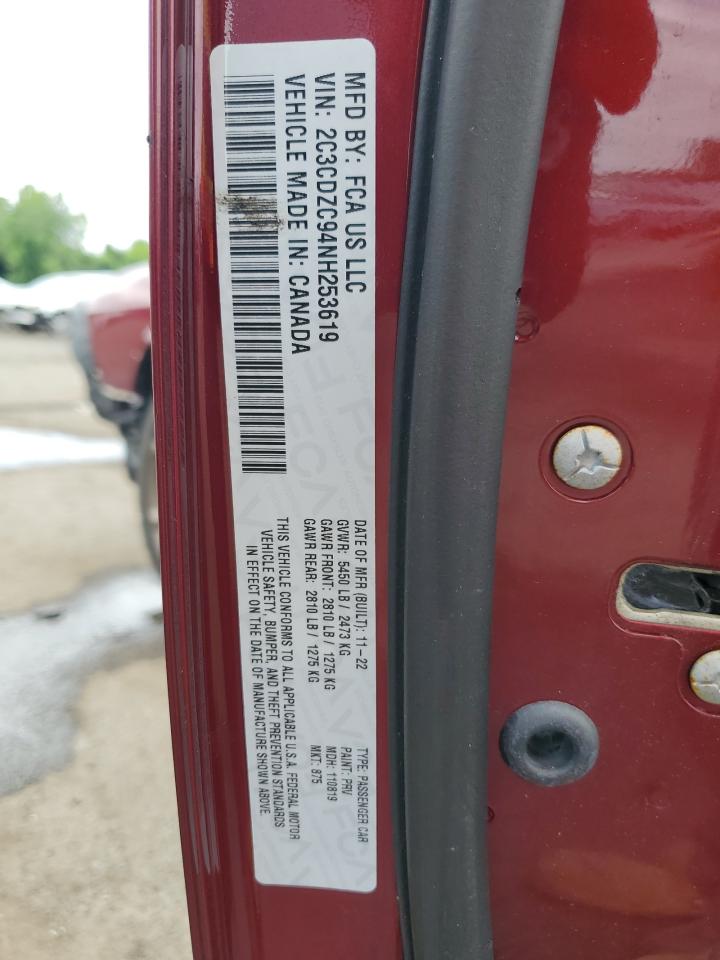 MFD BY: FCA US LLC
VIN: 2C3CDZC94NH253619
VEHICLE MADE IN: CANADA
DATE OF MFR (BUILT): 11-22
GVWR: 5450 LB / 2473 KG
GAWR FRONT: 2810 LB / 1275 KG
GAWR REAR: 2810 LB / 1275 KG
THIS VEHICLE CONFORMS TO ALL APPLICABLE U.S.A. FEDERAL MOTOR
VEHICLE SAFETY, BUMPER, AND THEFT PREVENTION STANDARDS
IN EFFECT ON THE DATE OF MANUFACTURE SHOWN ABOVE.
TYPE: PASSENGER CAR
PAINT: PRV
MDH: 110819
MKT: 875